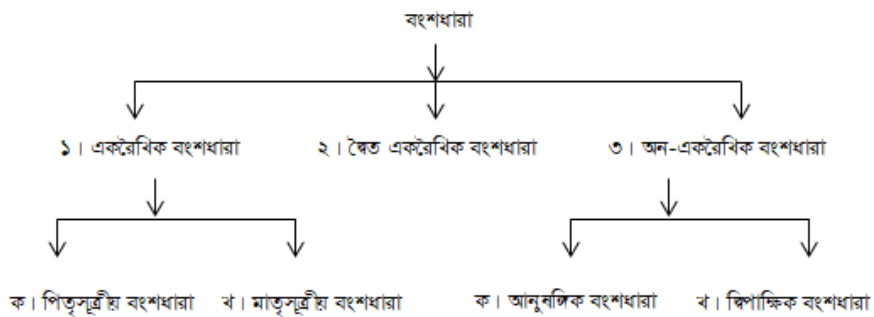 বংশধারা
১। একরৈখিক বংশধারা ২। দ্বৈত একরৈখিক বংশধারা ৩। অন-একরৈখিক বংশধারা
ক। পিতৃসূত্রীয় বংশধারা খ। মাতৃসূত্রীয় বংশধারা ক। আনুষঙ্গিক বংশধারা খ। দ্বিপাক্ষিক বংশধারা